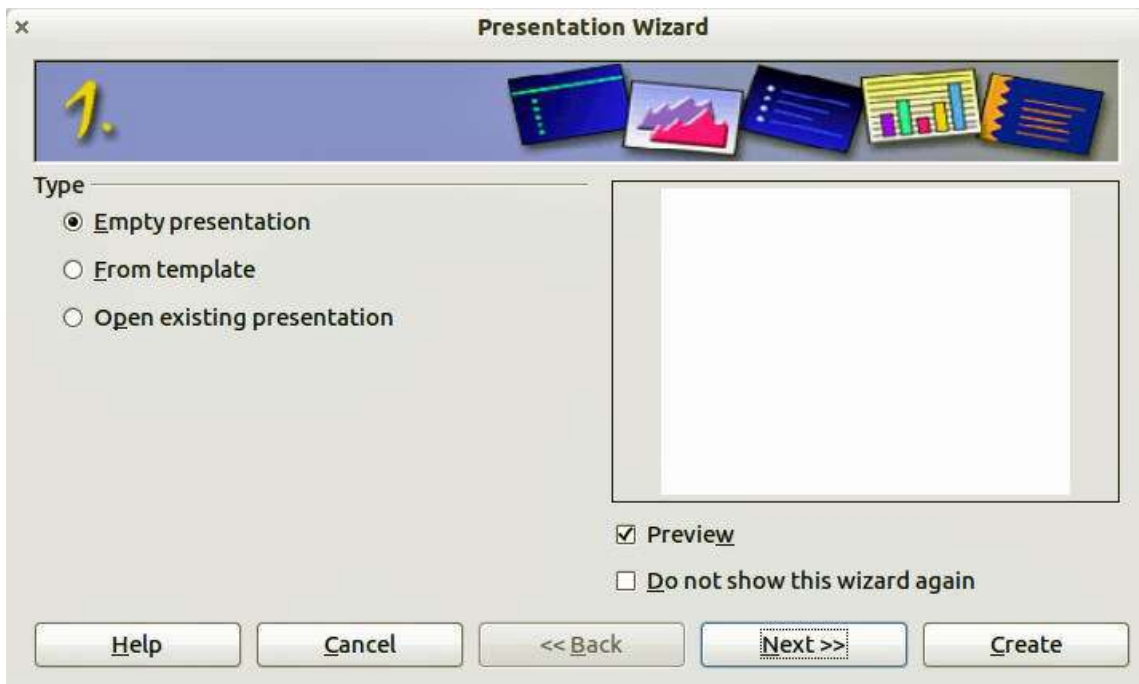 Presentation Wizard
1.
Type
Empty presentation
From template
Open existing presentation
Preview
Do not show this wizard again
Help
Cancel
<< Back
Next >>
Create